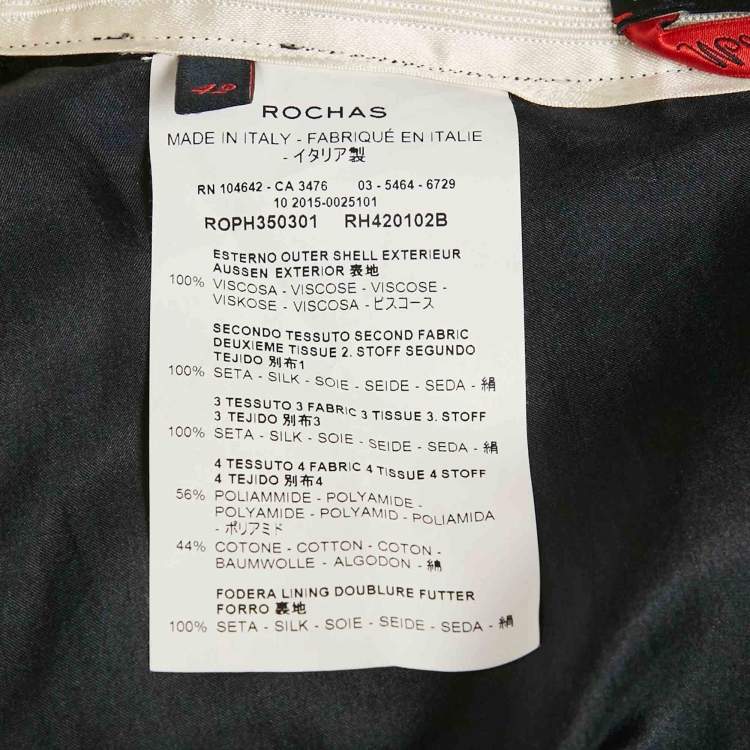 42
ROCHAS
MADE IN ITALY - FABRIQUÉ EN ITALIE
- イタリア製
RN 104642 - CA 3476 03 - 5464 - 6729
10 2015-0025101
ROPH350301 RH420102B
ESTERNO OUTER SHELL EXTERIEUR
AUSSEN EXTERIOR 表地
100% VISCOSA - VISCOSE - VISCOSE -
VISKOSE - VISCOSA - ビスコース
SECONDO TESSUTO SECOND FABRIC
DEUXIEME TISSUE 2. STOFF SEGUNDO
TEJIDO 別布1
100% SETA - SILK - SOIE - SEIDE - SEDA - 絹
3 TESSUTO 3 FABRIC 3 TISSUE 3. STOFF
3 TEJIDO 別布3
100% SETA - SILK - SOIE - SEIDE - SEDA - 絹
4 TESSUTO 4 FABRIC 4 TISSUE 4 STOFF
4 TEJIDO 別布4
56% POLIAMMIDE - POLYAMIDE -
POLYAMIDE - POLYAMID - POLIAMIDA
- ポリアミド
44% COTONE - COTTON - COTON -
BAUMWOLLE - ALGODON - 綿
FODERA LINING DOUBLURE FUTTER
FORRO 裏地
100% SETA - SILK - SOIE - SEIDE - SEDA - 絹